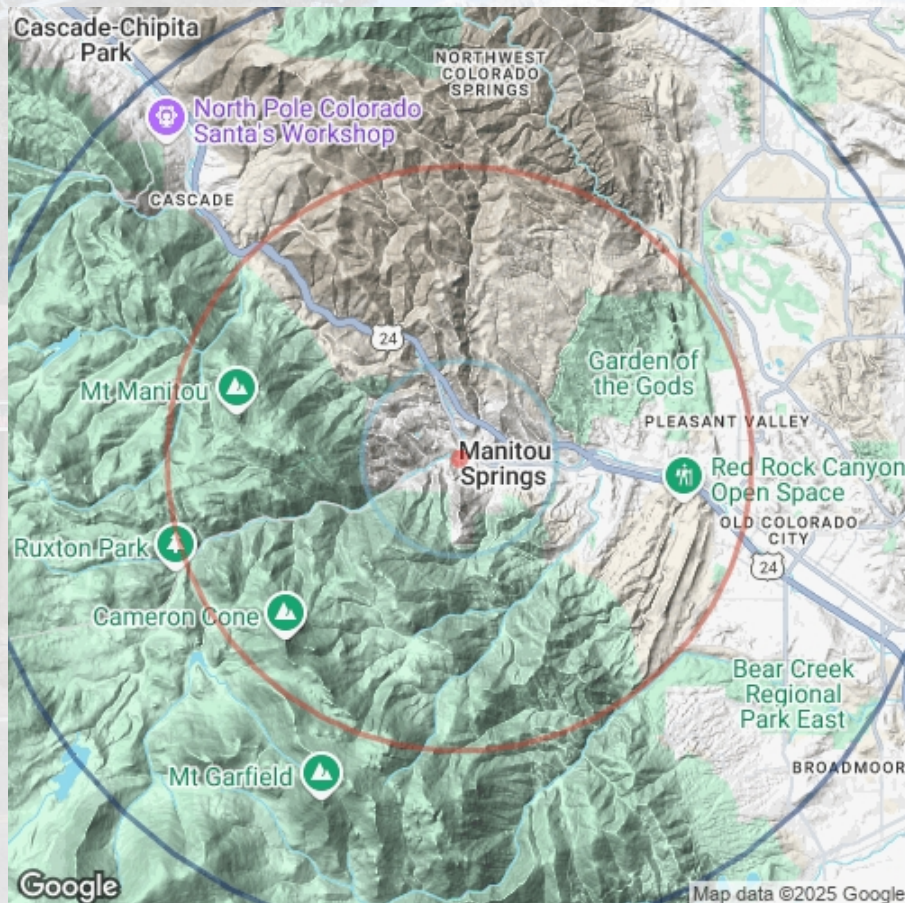 Cascade-Chipita
Park
NORTHWEST
COLORADO
SPRINGS
North Pole Colorado
Santa's Workshop
CASCADE
24
Garden of
the Gods
Mt Manitou
PLEASANT VALLEY
Manitou
Springs
Red Rock Canyon
Open Space
OLD COLORADO
CITY
Ruxton Park
24
Cameron Cone
Bear Creek
Regional
Park East
Mt Garfield
BROADMOOR
Google
Map data ©2025 Google